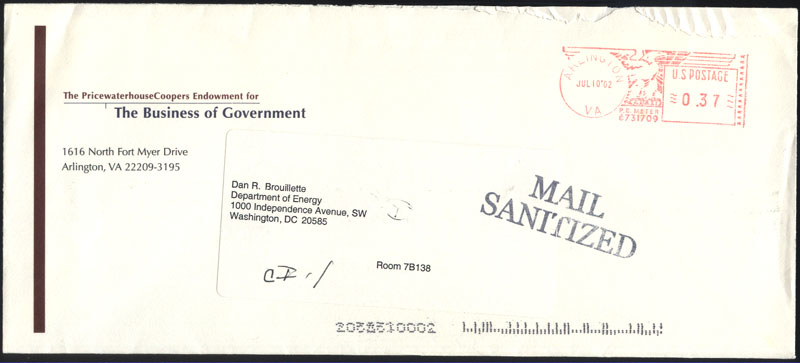 The PricewaterhouseCoopers Endowment for
The Business of Government
1616 North Fort Myer Drive
Arlington, VA 22209-3195
ARLINGTON
JUL 10 '02
VA
U.S. POSTAGE
0.37
P.B. METER
6731709
Dan R. Brouillette
Department of Energy
1000 Independence Avenue, SW
Washington, DC 20585
Room 7B138
MAIL
SANITIZED